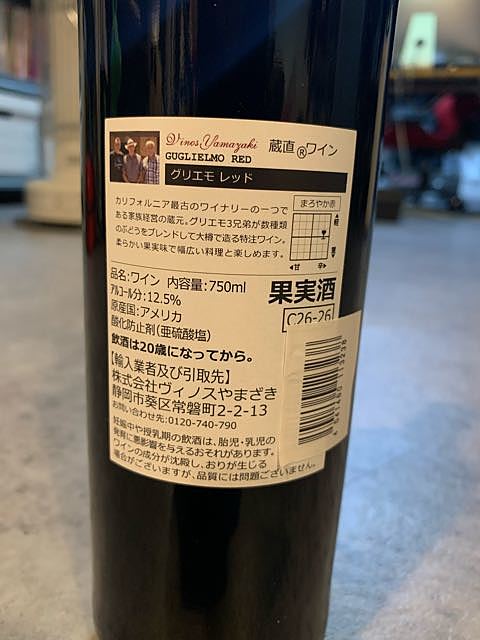 Vinos Yamazaki 蔵直®ワイン
GUGLIELMO RED
グリエモ レッド
カリフォルニア最古のワイナリーの一つで
ある家族経営の蔵元。グリエモ3兄弟が数種類
のぶどうをブレンドして大樽で造る特注ワイン。
柔らかい果実味で幅広い料理と楽しめます。
まろやか赤
軽
重
◀甘 辛▶
品名:ワイン 内容量:750ml
アルコール分:12.5%
原産国:アメリカ
酸化防止剤(亜硫酸塩)
果実酒
C26-26
飲酒は20歳になってから。
【輸入業者及び引取先】
株式会社ヴィノスやまざき
静岡市葵区常磐町2-2-13
お問い合わせ先:0120-740-790
妊娠中や授乳期の飲酒は、胎児・乳児の
発育に悪影響を与えるおそれがあります。
ワインの成分が沈殿し、おりが生じる
場合がございますが、品質には問題ございません。